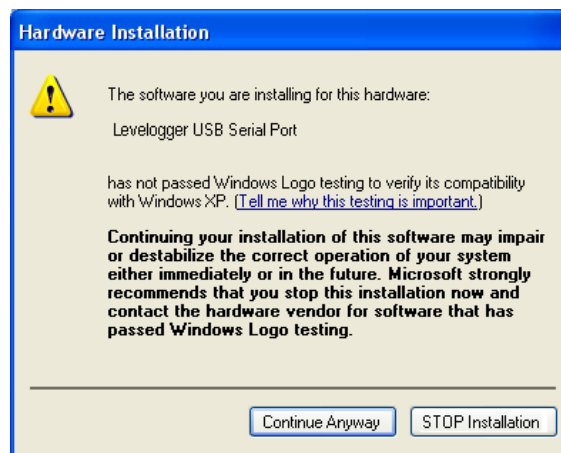 Hardware Installation
The software you are installing for this hardware:
Levelogger USB Serial Port
has not passed Windows Logo testing to verify its compatibility
with Windows XP. (Tell me why this testing is important.)
Continuing your installation of this software may impair
or destabilize the correct operation of your system
either immediately or in the future. Microsoft strongly
recommends that you stop this installation now and
contact the hardware vendor for software that has
passed Windows Logo testing.
Continue Anyway STOP Installation